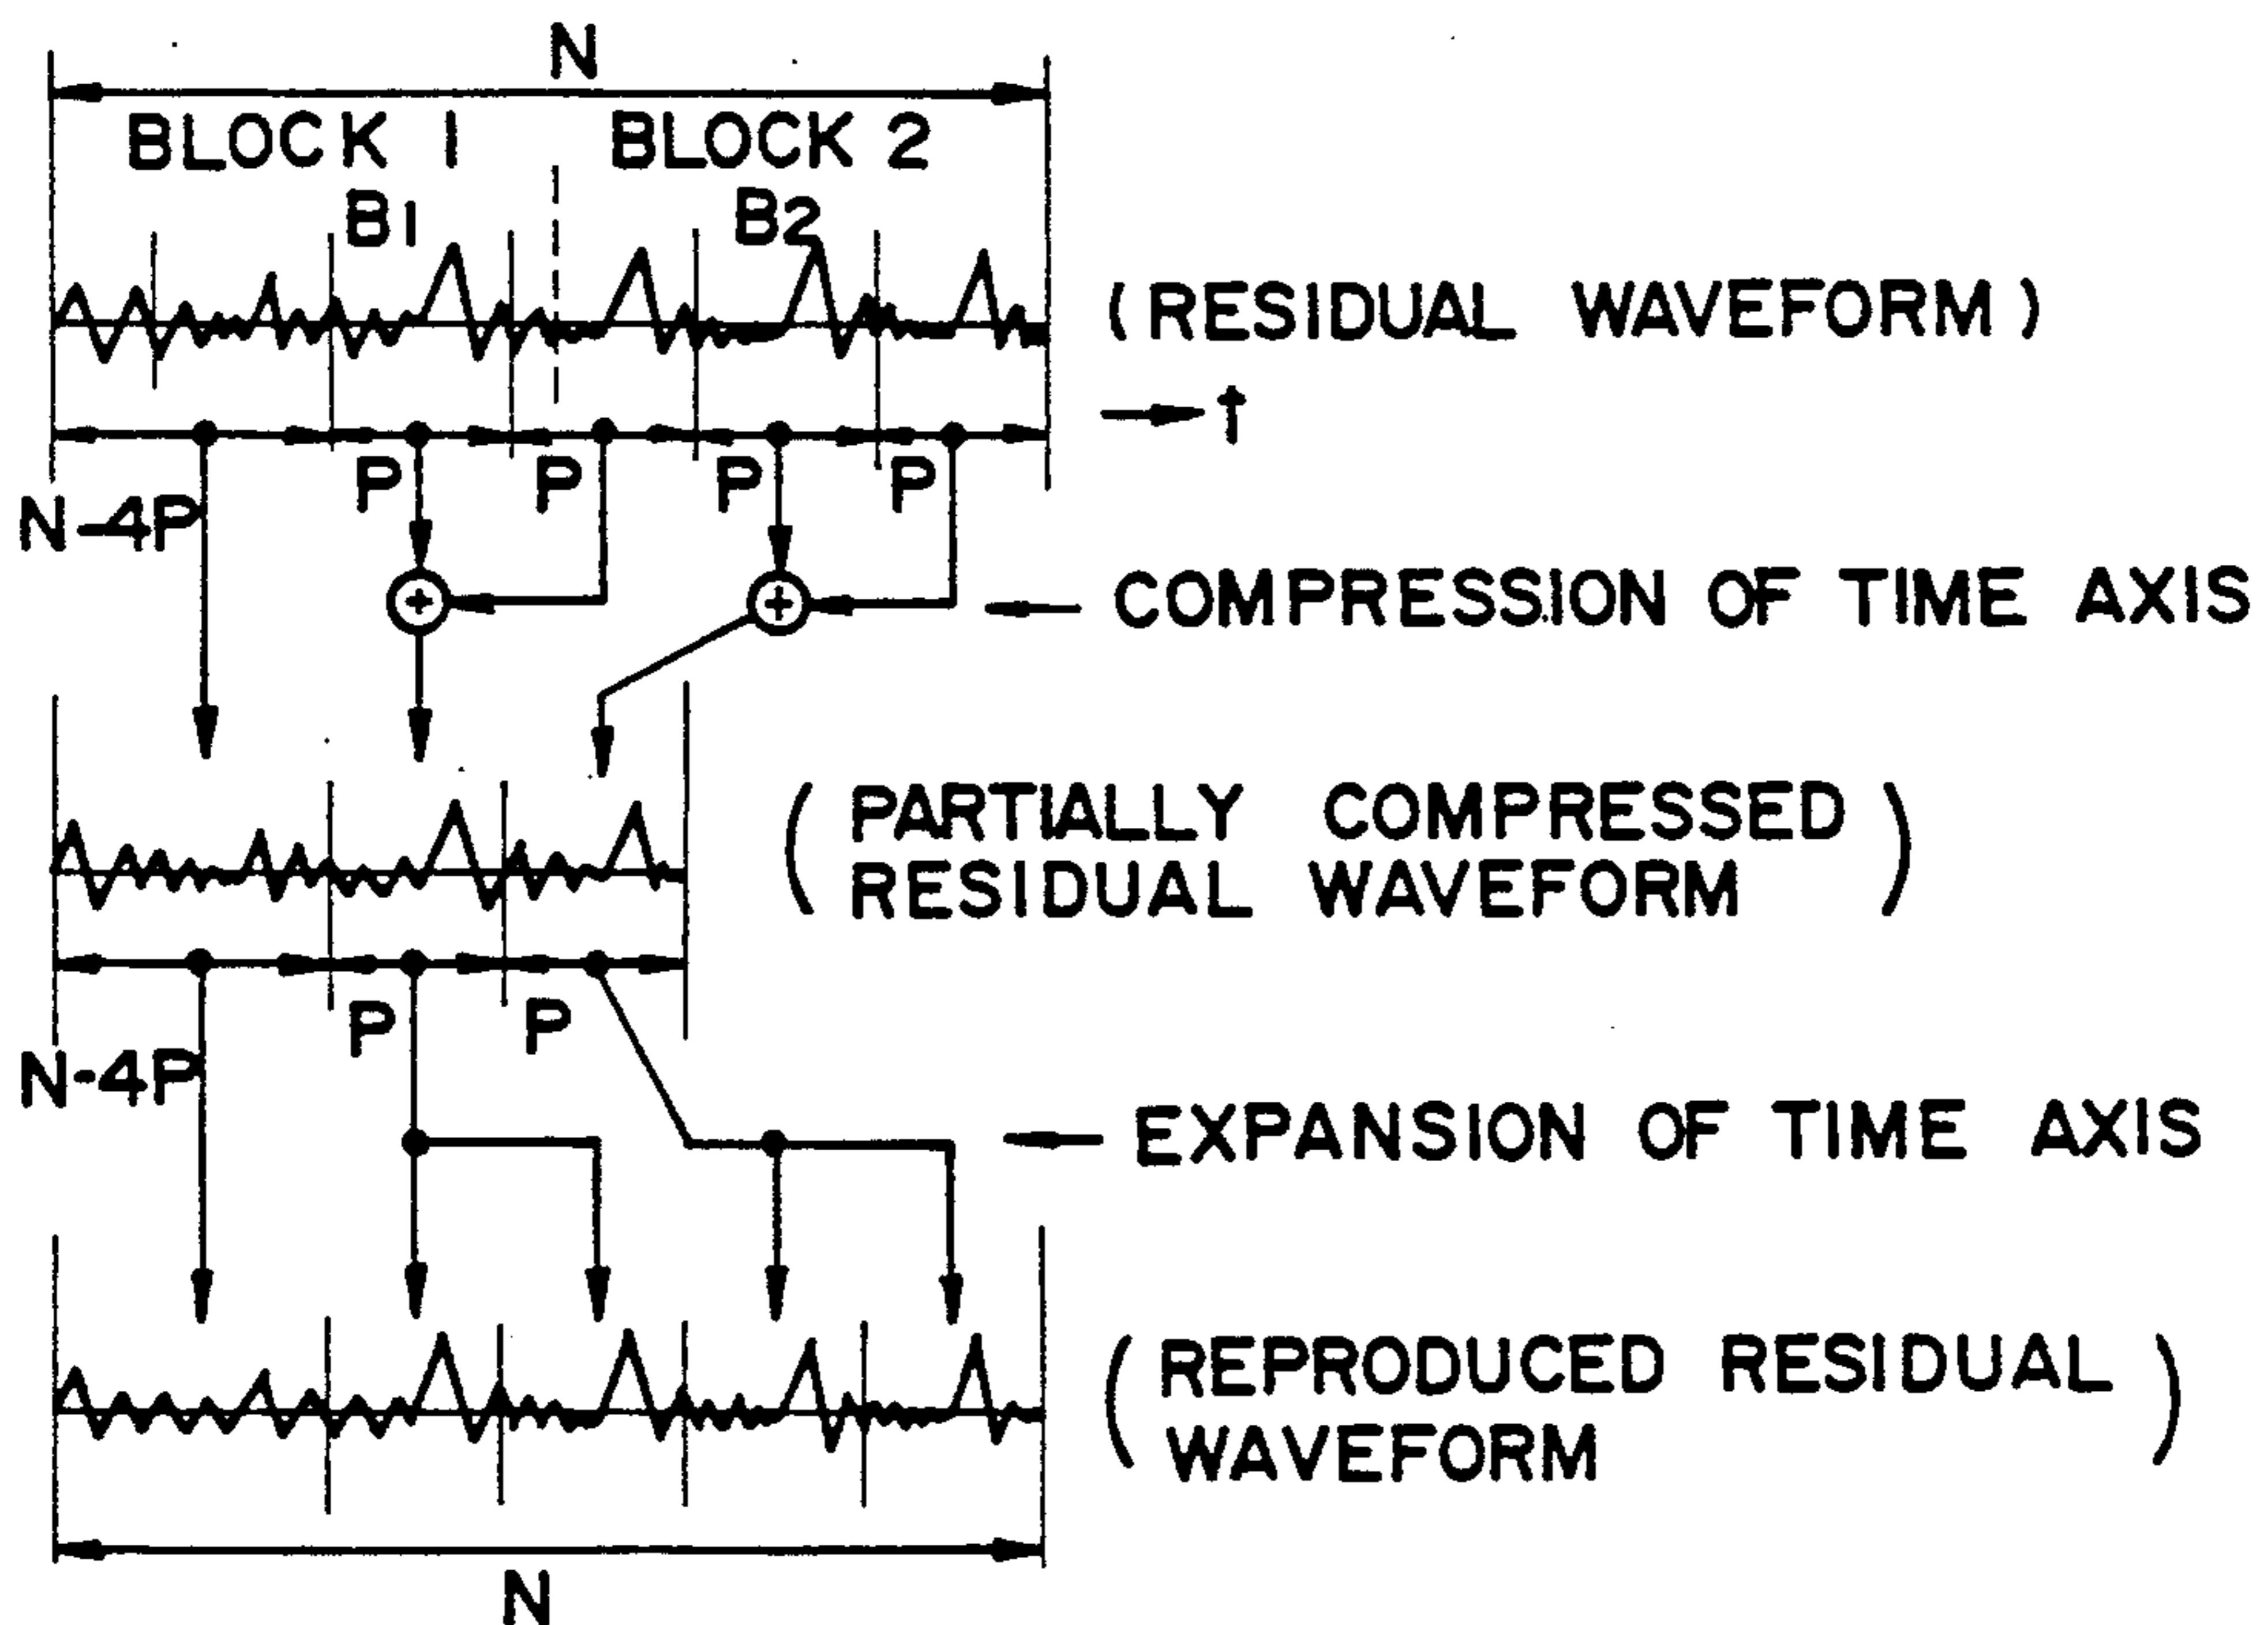 N
BLOCK 1 BLOCK 2
B1 B2
(RESIDUAL WAVEFORM)
t
P P P P
N-4P
+ +
COMPRESSION OF TIME AXIS
(PARTIALLY COMPRESSED
RESIDUAL WAVEFORM)
P P
N-4P
EXPANSION OF TIME AXIS
(REPRODUCED RESIDUAL
WAVEFORM)
N